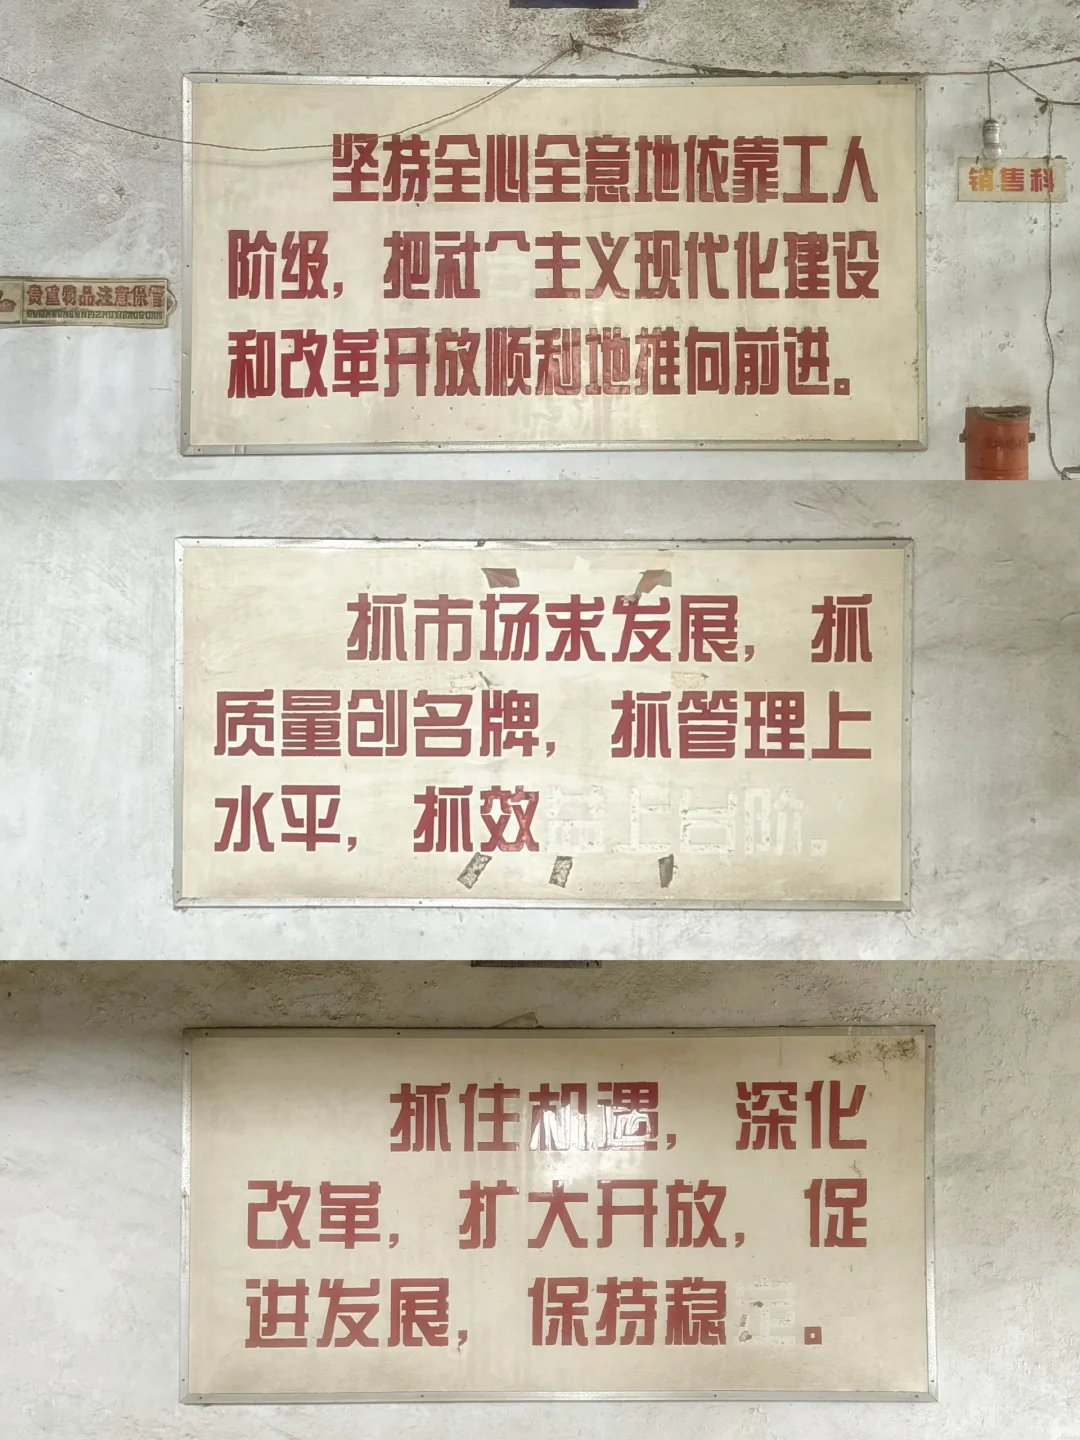 坚持全心全意地依靠工人
阶级，把社会主义现代化建设
和改革开放顺利地推向前进。
销售科
贵重物品注意保管
GUIZHONGWUPINZHUYIBAOGUAN
抓市场求发展，抓
质量创名牌，抓管理上
水平，抓效益上台阶。
抓住机遇，深化
改革，扩大开放，促
进发展，保持稳定。